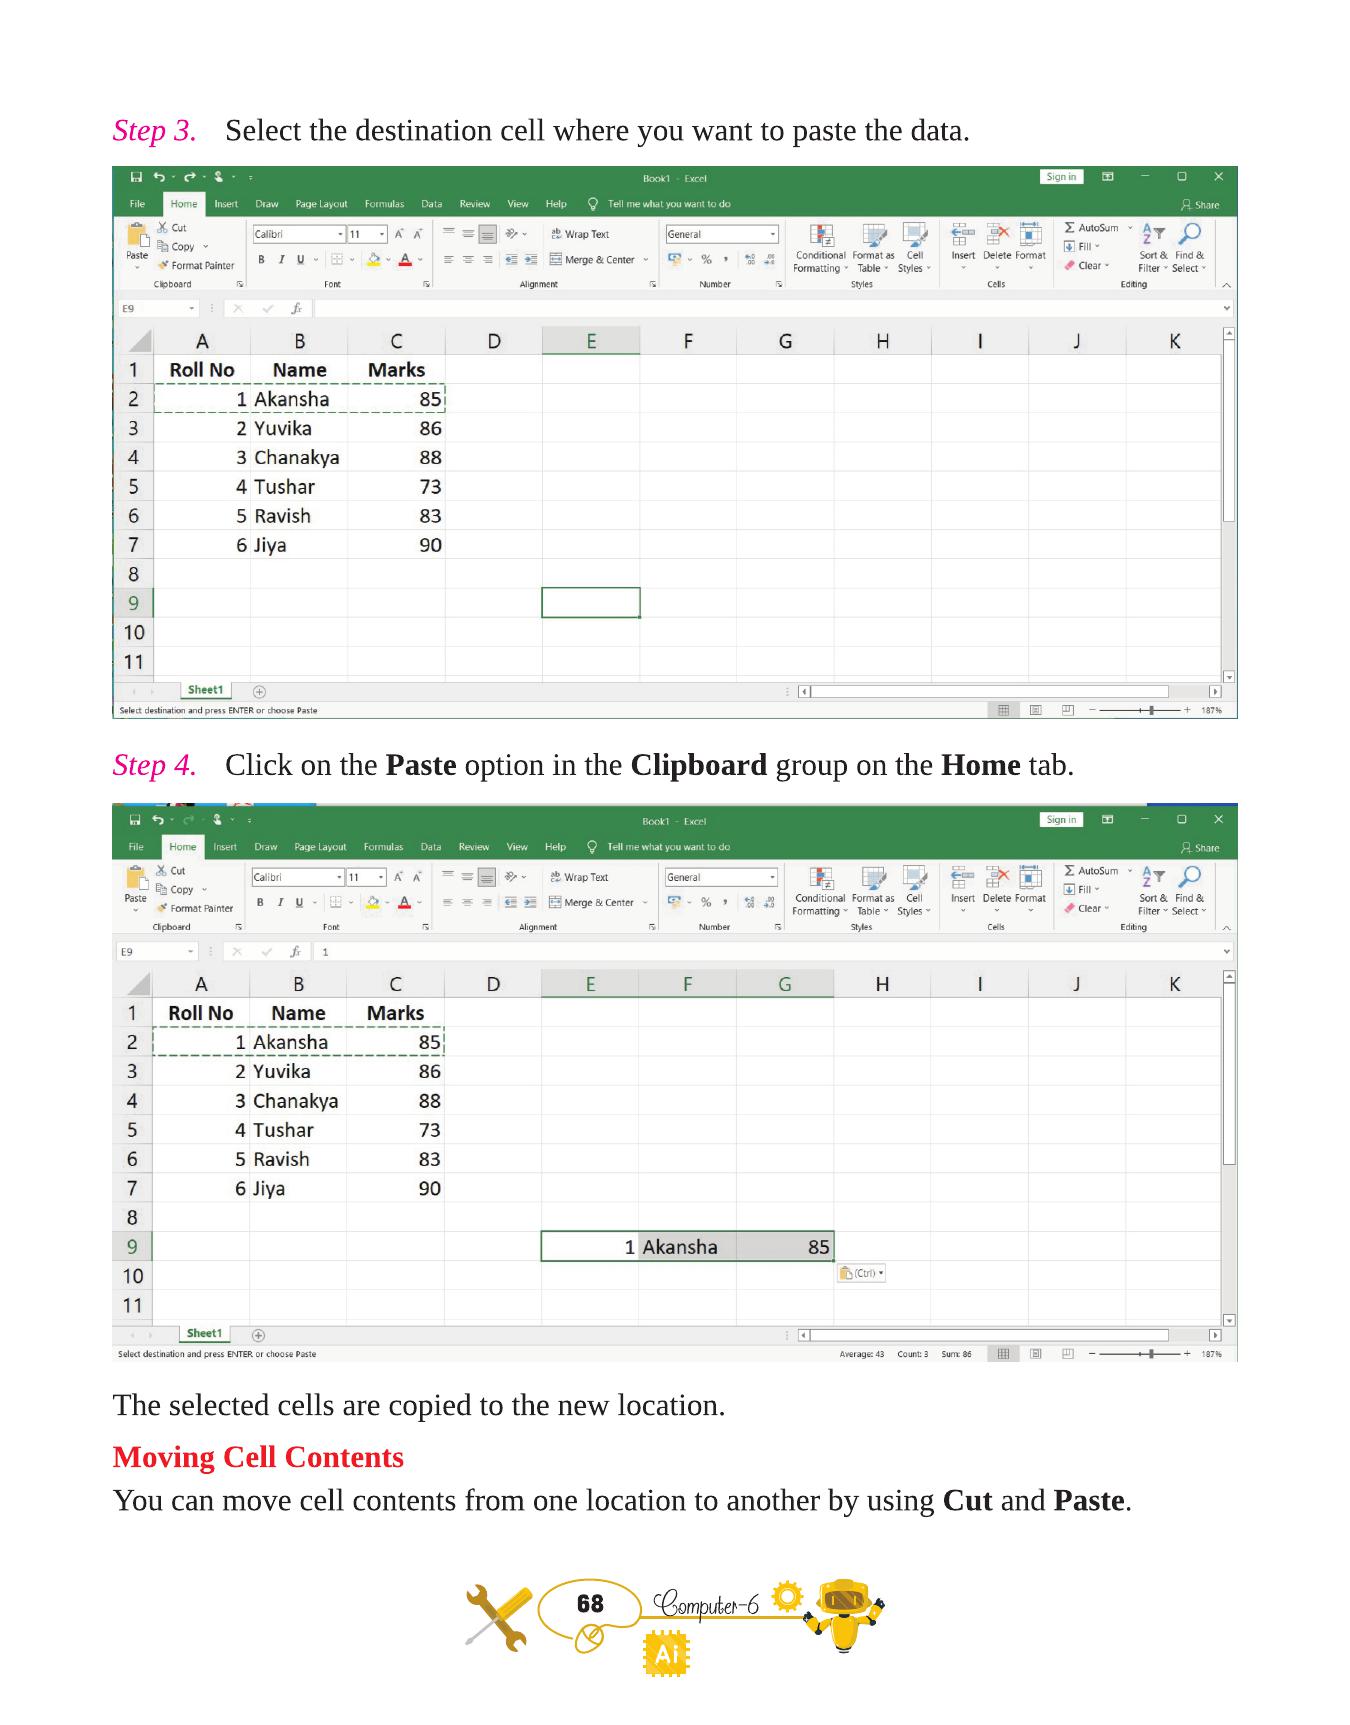 Step 3. Select the destination cell where you want to paste the data.
Book1 - Excel Sign in
File Home Insert Draw Page Layout Formulas Data Review View Help Tell me what you want to do Share
Paste Cut Copy Format Painter Clipboard
Calibri 11 B I U A Font
Wrap Text Merge & Center Alignment
General % Number
Conditional Formatting Format as Table Cell Styles Styles
Insert Delete Format Cells
AutoSum Fill Clear Sort & Filter Find & Select Editing
E9 fx
A B C D E F G H I J K
1 Roll No Name Marks
2 1 Akansha 85
3 2 Yuvika 86
4 3 Chanakya 88
5 4 Tushar 73
6 5 Ravish 83
7 6 Jiya 90
8
9
10
11
Sheet1
Select destination and press ENTER or choose Paste 187%
Step 4. Click on the Paste option in the Clipboard group on the Home tab.
Book1 - Excel Sign in
File Home Insert Draw Page Layout Formulas Data Review View Help Tell me what you want to do Share
Paste Cut Copy Format Painter Clipboard
Calibri 11 B I U A Font
Wrap Text Merge & Center Alignment
General % Number
Conditional Formatting Format as Table Cell Styles Styles
Insert Delete Format Cells
AutoSum Fill Clear Sort & Filter Find & Select Editing
E9 fx 1
A B C D E F G H I J K
1 Roll No Name Marks
2 1 Akansha 85
3 2 Yuvika 86
4 3 Chanakya 88
5 4 Tushar 73
6 5 Ravish 83
7 6 Jiya 90
8
9 1 Akansha 85
10 (Ctrl)
11
Sheet1
Select destination and press ENTER or choose Paste Average: 43 Count: 3 Sum: 86 187%
The selected cells are copied to the new location.
Moving Cell Contents
You can move cell contents from one location to another by using Cut and Paste.
68 Computer-6
Ai